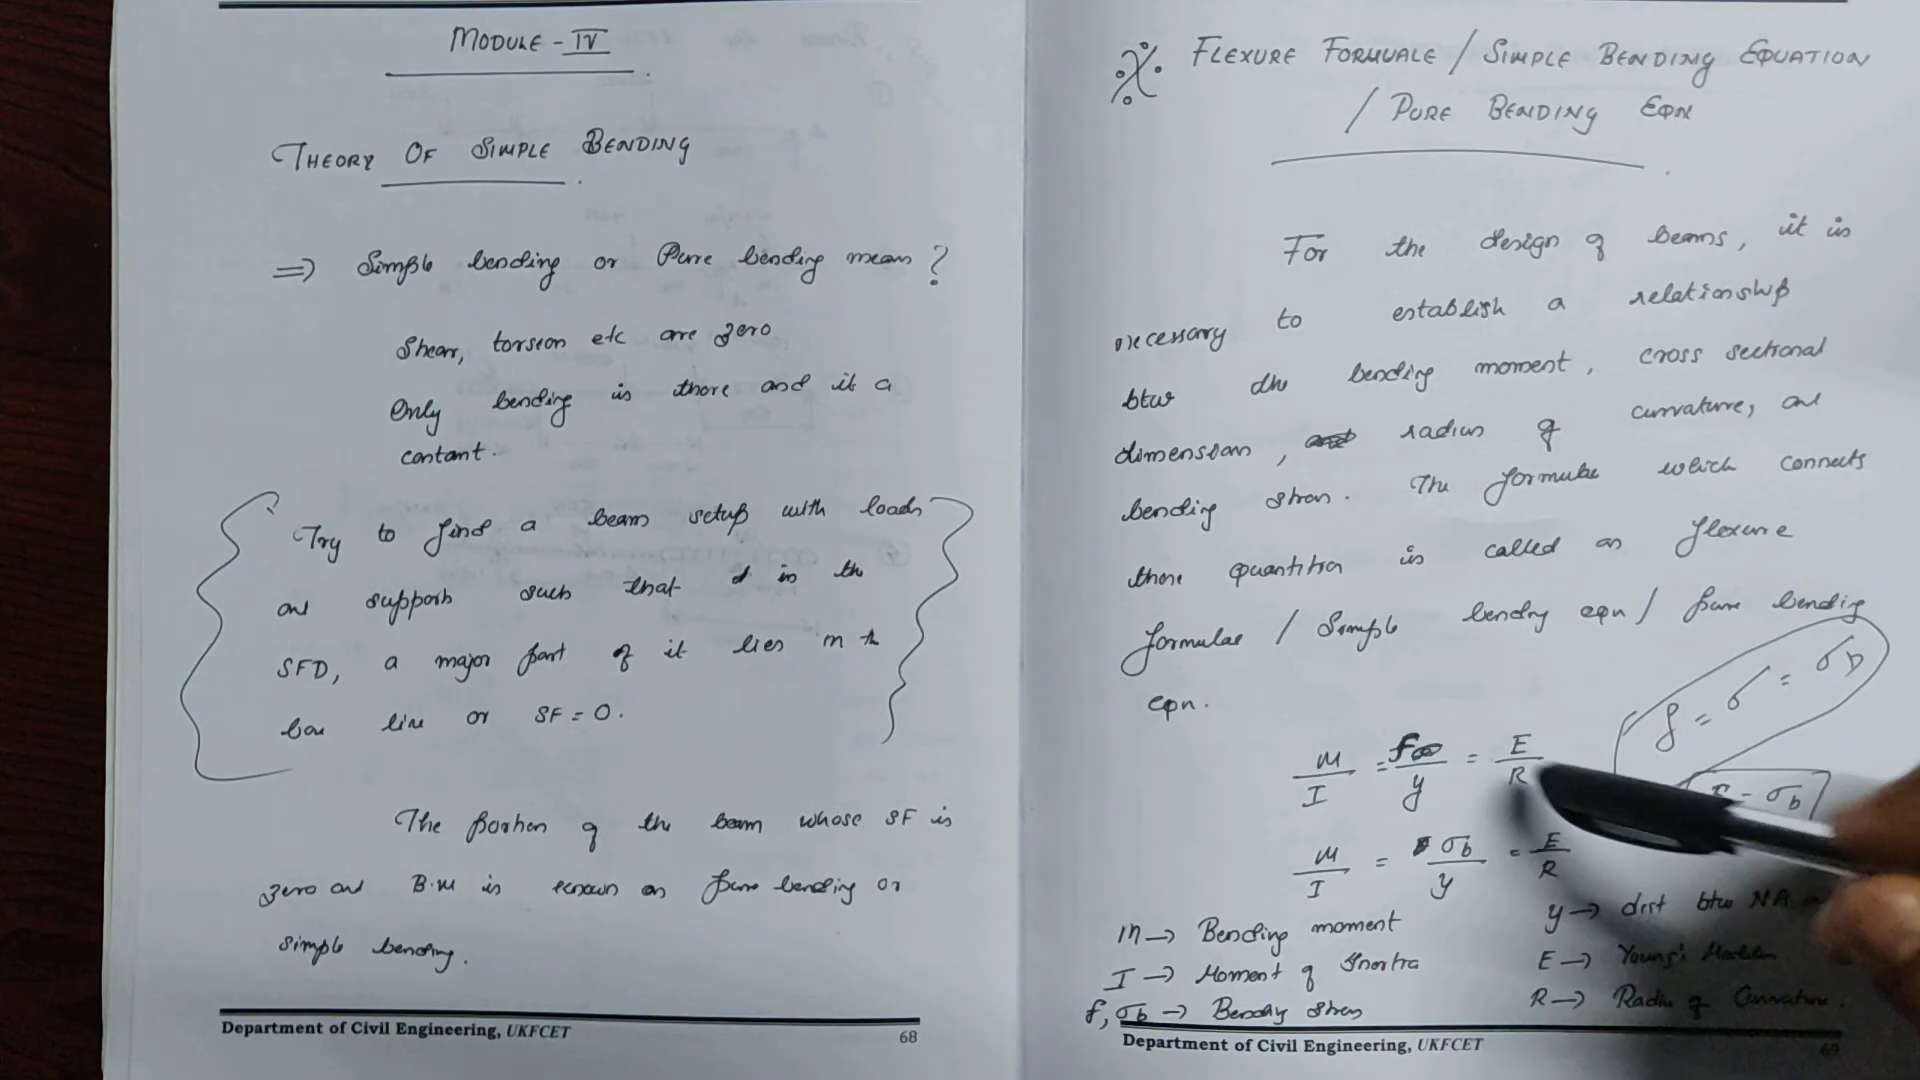 MODULE - IV
THEORY OF SIMPLE BENDING
=> Simple bending or Pure bending mean?
Shear, torsion etc are zero
Only bending is there and it a
contant.
Try to find a beam setup with loads
and supports such that in the
SFD, a major part of it lies in the
base line or SF = 0.
The portion of the beam whose SF is
zero and B.M is known as pure bending or
simple bending.
Department of Civil Engineering, UKFCET
68
FLEXURE FORMULAE / SIMPLE BENDING EQUATION
/ PURE BENDING EQN
For the design of beams, it is
necessary to establish a relationship
btw the bending moment, cross sectional
dimension, radius of curvature, and
bending stress. The formulae which connects
these quantities is called as flexure
formulae / Simple bending eqn / pure bending
eqn.
f = σ = σb
M/I = f/y = E/R
σb
M/I = σb/y = E/R
M → Bending moment
I → Moment of Inertia
f, σb → Bending stress
y → dist btw NA
E → Young's Modulus
R → Radius of Curvature.
Department of Civil Engineering, UKFCET
69